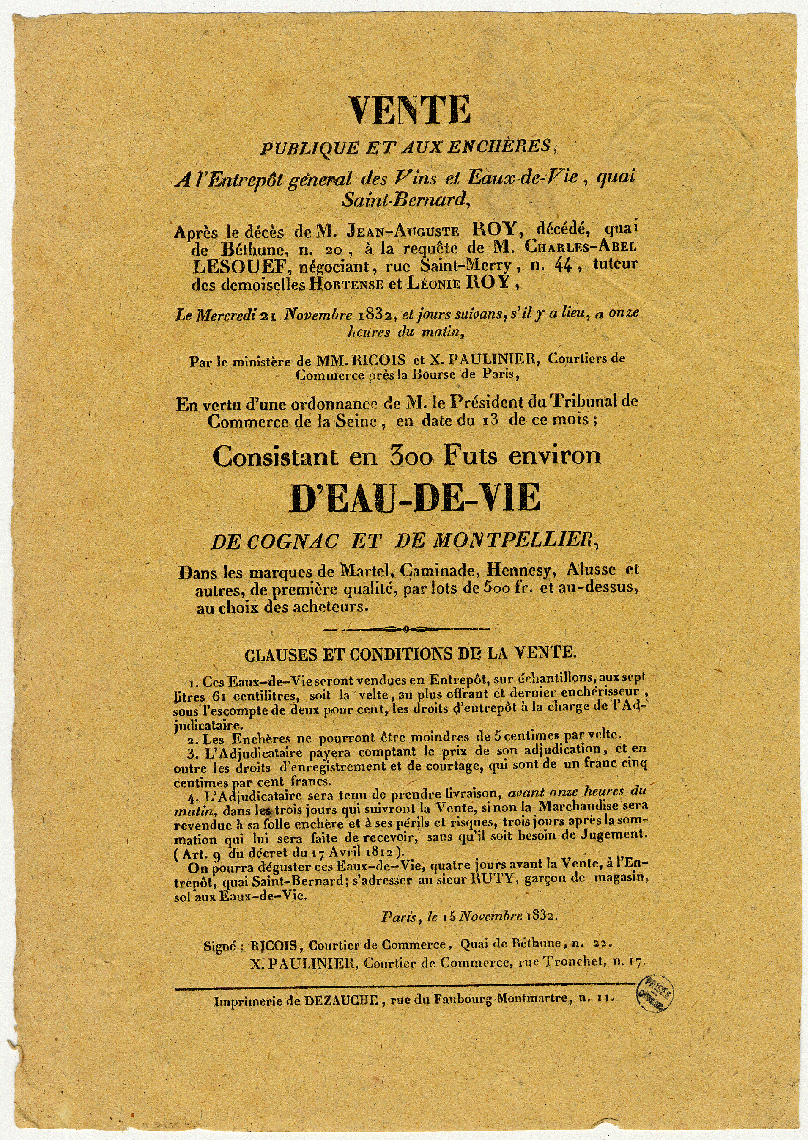 VENTE
PUBLIQUE ET AUX ENCHÈRES,
A l'Entrepôt géneral des Vins et Eaux-de-Vie, quai
Saint-Bernard,
Après le décès de M. JEAN-AUGUSTE ROY, décédé, quai
de Béthune, n. 20, à la requête de M. CHARLES-ABEL
LESOUEF, négociant, rue Saint-Merry, n. 44, tuteur
des demoiselles HORTENSE et LÉONIE ROY,
Le Mercredi 21 Novembre 1832, et jours suivans, s'il y a lieu, a onze
heures du matin,
Par le ministère de MM. RICOIS et X. PAULINIER, Courtiers de
Commerce près la Bourse de Paris,
En vertu d'une ordonnance de M. le Président du Tribunal de
Commerce de la Seine, en date du 13 de ce mois;
Consistant en 300 Futs environ
D'EAU-DE-VIE
DE COGNAC ET DE MONTPELLIER,
Dans les marques de Martel, Caminade, Hennesy, Alusse et
autres, de première qualité, par lots de 500 fr. et au-dessus,
au choix des acheteurs.
CLAUSES ET CONDITIONS DE LA VENTE.
1. Ces Eaux-de-Vie seront vendues en Entrepôt, sur échantillons, aux sept
litres 61 centilitres, soit la velte, au plus offrant et dernier enchérisseur,
sous l'escompte de deux pour cent, les droits d'entrepôt à la charge de l'Ad-
judicataire.
2. Les Enchères ne pourront être moindres de 5 centimes par velte.
3. L'Adjudicataire payera comptant le prix de son adjudication, et en
outre les droits d'enregistrement et de courtage, qui sont de un franc cinq
centimes par cent francs.
4. L'Adjudicataire sera tenu de prendre livraison, avant onze heures du
matin, dans les trois jours qui suivront la Vente, sinon la Marchandise sera
revendue à sa folle enchère et à ses périls et risques, trois jours après la som-
mation qui lui sera faite de recevoir, sans qu'il soit besoin de Jugement.
(Art. 9 du décret du 17 Avril 1812).
On pourra déguster ces Eaux-de-Vie, quatre jours avant la Vente, à l'En-
trepôt, quai Saint-Bernard; s'adresser au sieur RUTY, garçon de magasin,
sol aux Eaux-de-Vie.
Paris, le 15 Novembre 1832.
Signé: RICOIS, Courtier de Commerce, Quai de Béthune, n. 22.
X. PAULINIER, Courtier de Commerce, rue Tronchet, n. 17.
Imprimerie de DEZAUCHE, rue du Faubourg-Montmartre, n. 11.